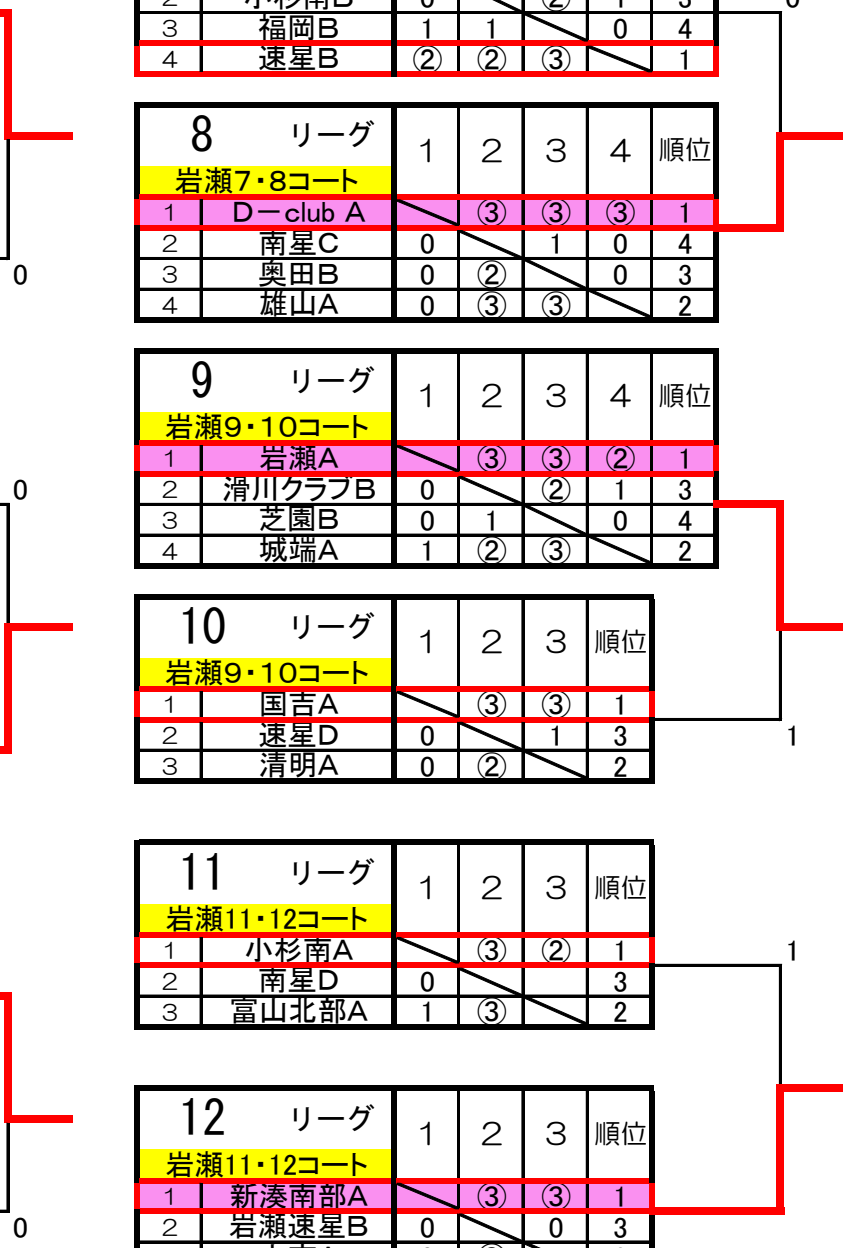 2 小杉南B 0 ② 1 3 0
3 福岡B 1 1 0 4
4 速星B ② ② ③ 1
8 リーグ 1 2 3 4 順位
岩瀬7・8コート
1 D－club A ③ ③ ③ 1
2 南星C 0 1 0 4
0 3 奥田B 0 ② 0 3
4 雄山A 0 ③ ③ 2
9 リーグ 1 2 3 4 順位
岩瀬9・10コート
1 岩瀬A ③ ③ ② 1
0 2 滑川クラブB 0 ② 1 3
3 芝園B 0 1 0 4
4 城端A 1 ② ③ 2
10 リーグ 1 2 3 順位
岩瀬9・10コート
1 国吉A ③ ③ 1
2 速星D 0 1 3 1
3 清明A 0 ② 2
11 リーグ 1 2 3 順位
岩瀬11・12コート
1 小杉南A ③ ② 1 1
2 南星D 0 3
3 富山北部A 1 ③ 2
12 リーグ 1 2 3 順位
岩瀬11・12コート
1 新湊南部A ③ ③ 1
0 2 岩瀬速星B 0 0 3